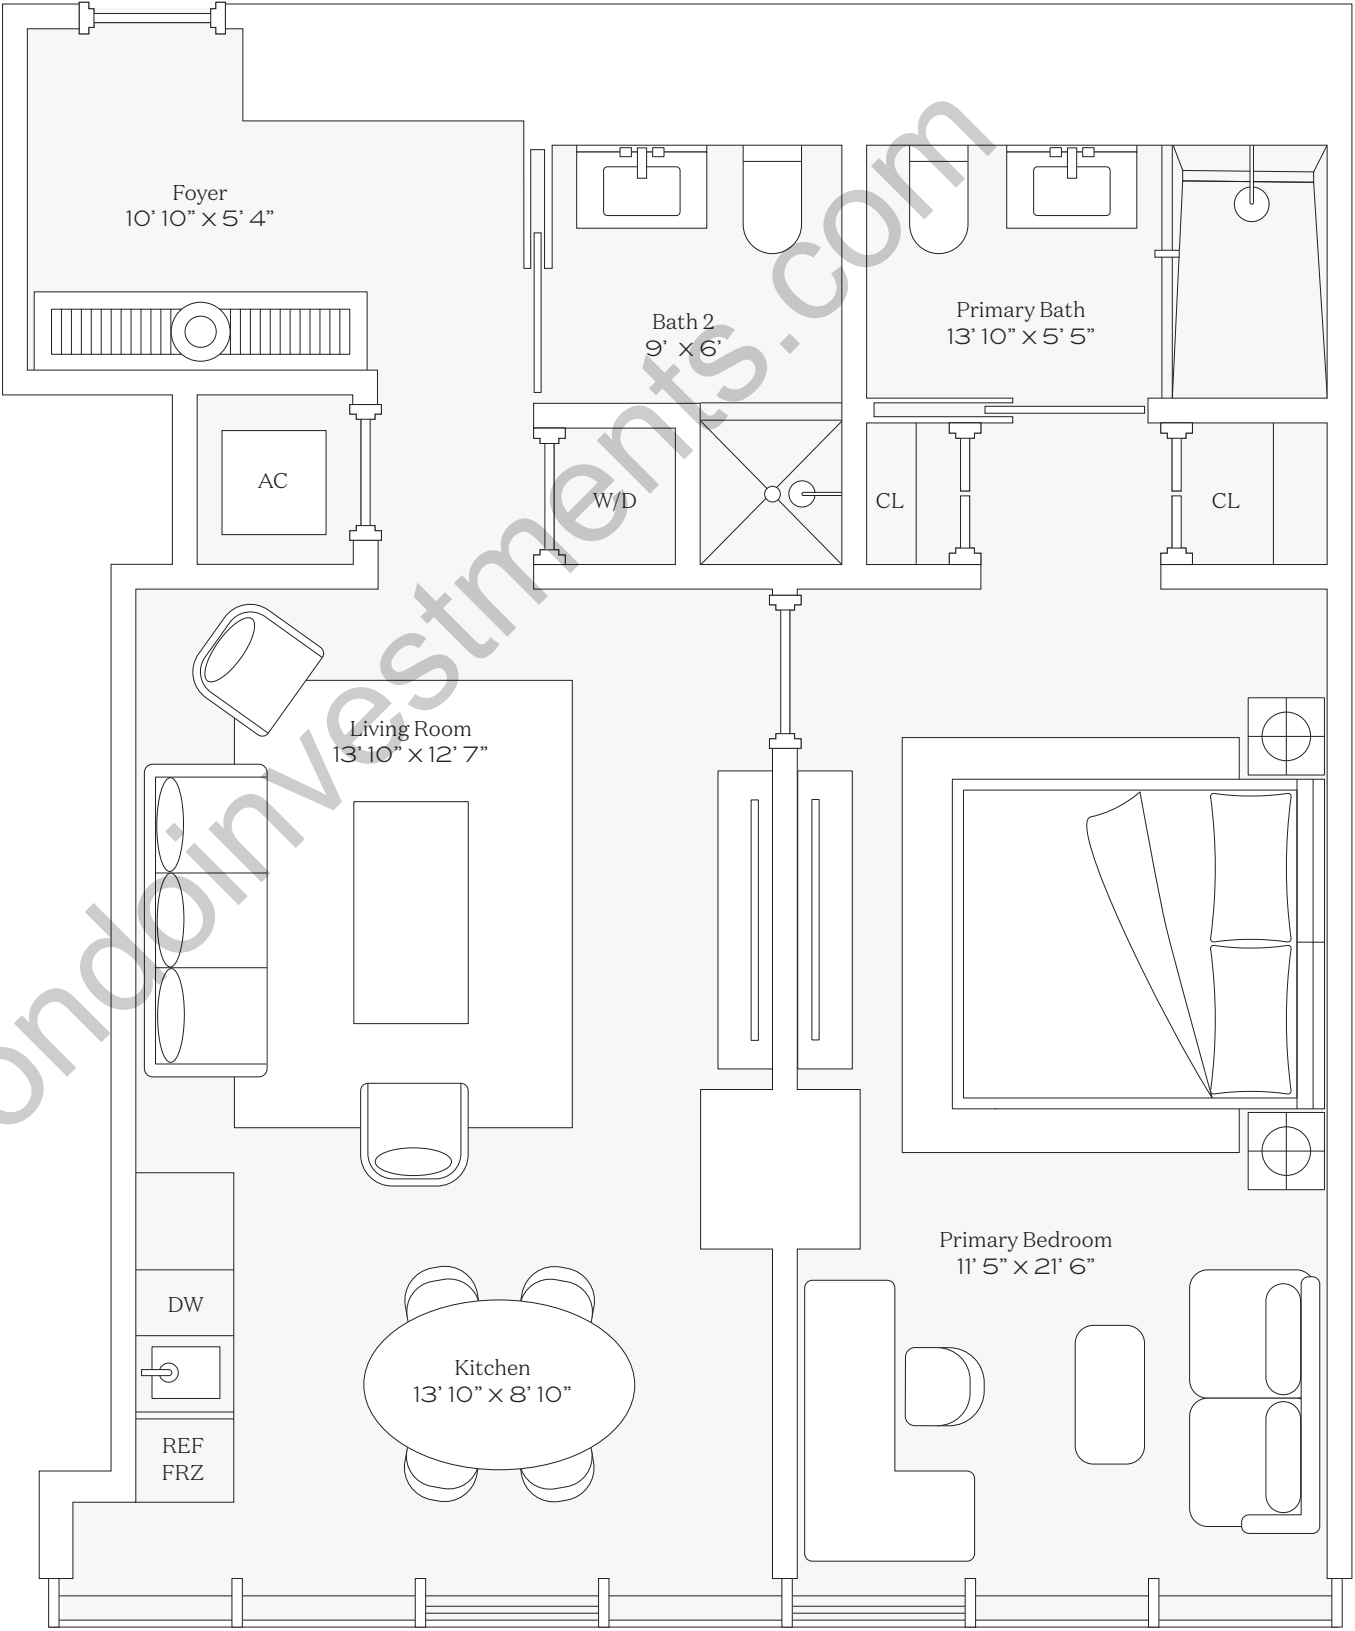 Foyer
10' 10" X 5' 4"
Bath 2
9' X 6'
Primary Bath
13' 10" X 5' 5"
AC
W/D
CL
CL
Living Room
13' 10" X 12' 7"
Primary Bedroom
11' 5" X 21' 6"
DW
Kitchen
13' 10" X 8' 10"
REF
FRZ
ondoinvestments.com